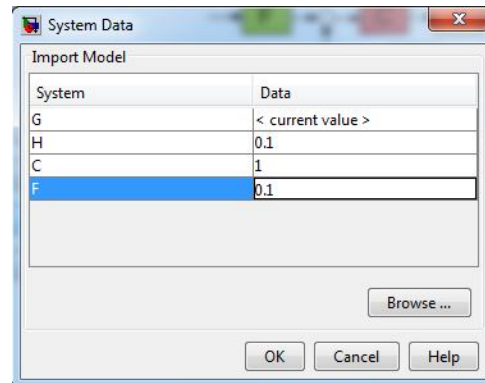 System Data
Import Model
System Data
G < current value >
H 0.1
C 1
F 0.1
Browse ...
OK Cancel Help